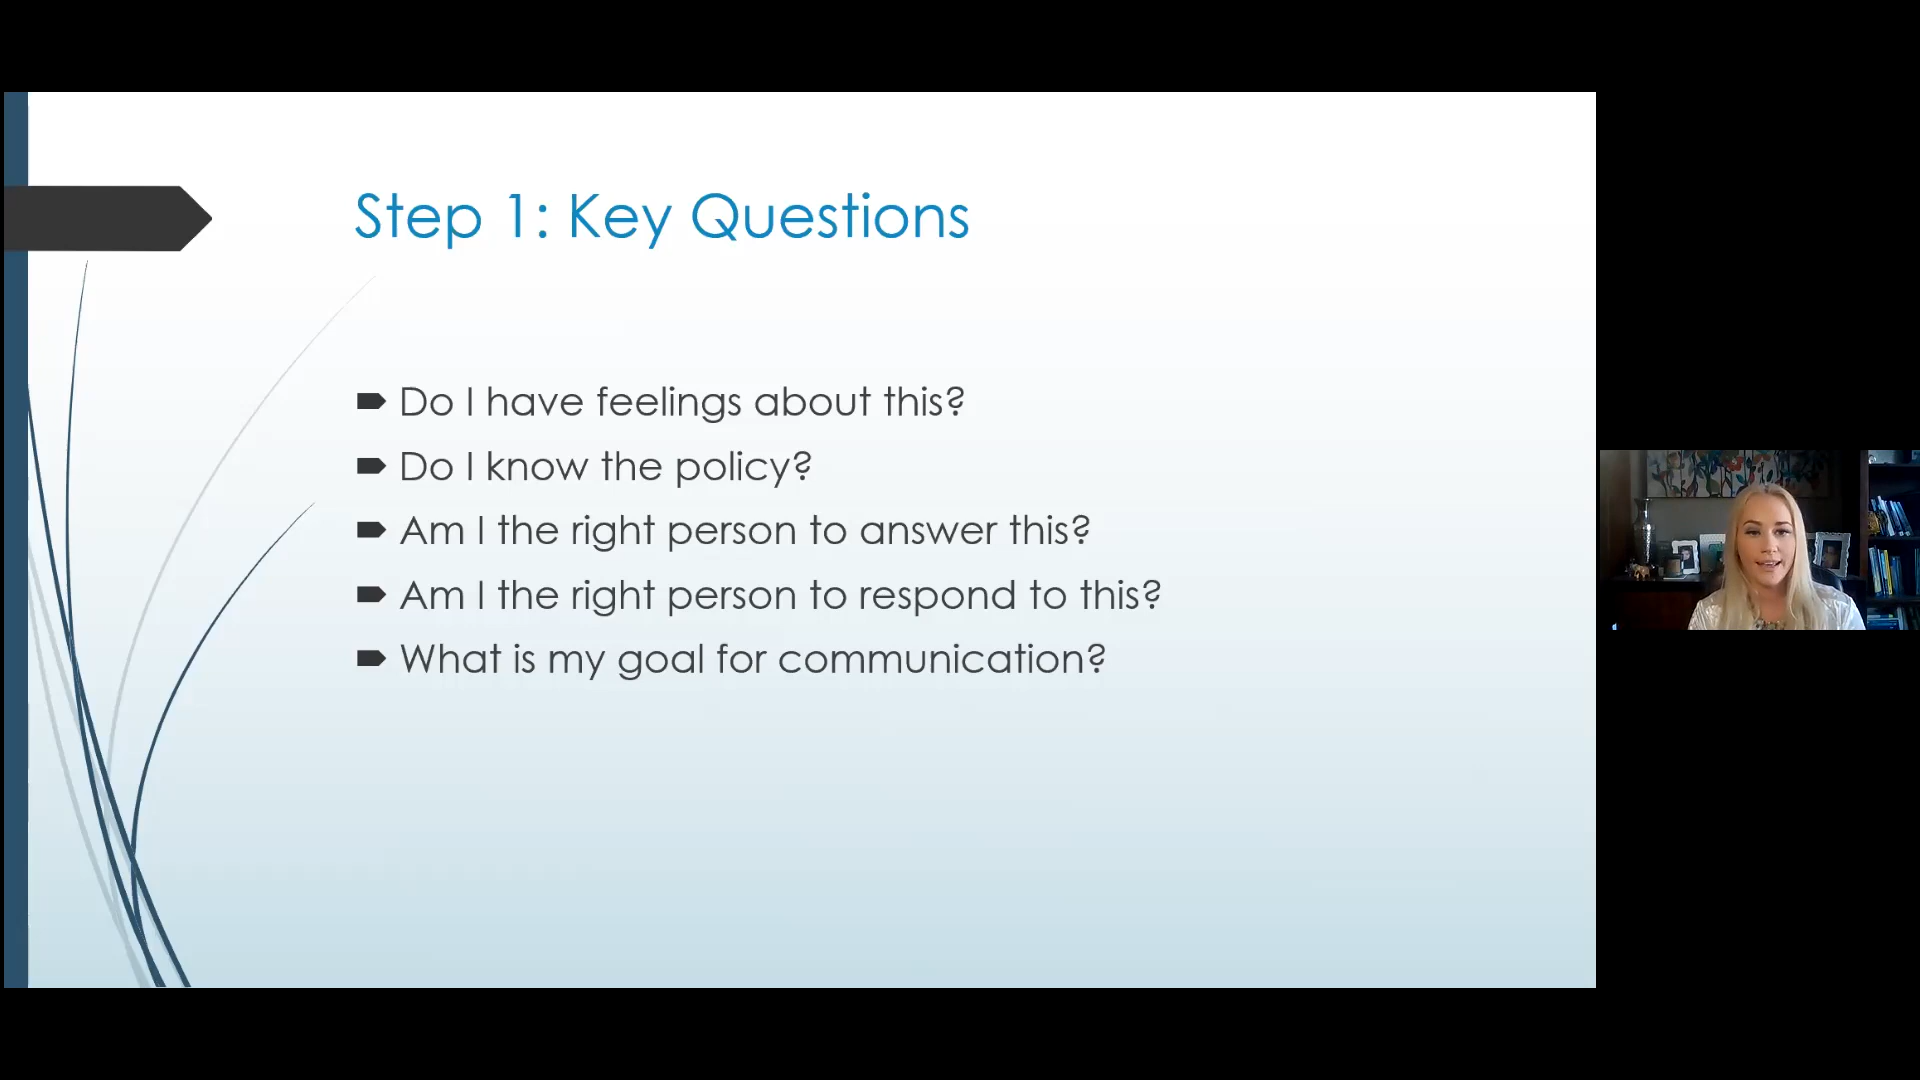 Step 1: Key Questions
Do I have feelings about this?
Do I know the policy?
Am I the right person to answer this?
Am I the right person to respond to this?
What is my goal for communication?